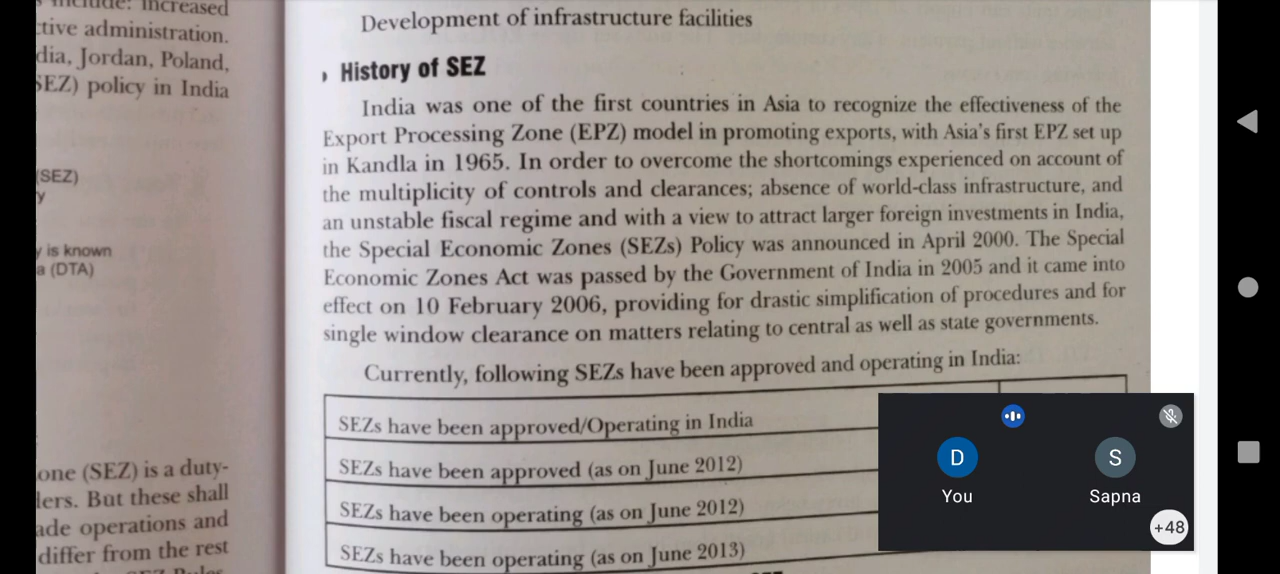 include: increased
ctive administration.
dia, Jordan, Poland,
SEZ) policy in India
(SEZ)
y
y is known
a (DTA)
one (SEZ) is a duty-
lers. But these shall
ade operations and
differ from the rest
Development of infrastructure facilities
History of SEZ
India was one of the first countries in Asia to recognize the effectiveness of the
Export Processing Zone (EPZ) model in promoting exports, with Asia's first EPZ set up
in Kandla in 1965. In order to overcome the shortcomings experienced on account of
the multiplicity of controls and clearances; absence of world-class infrastructure, and
an unstable fiscal regime and with a view to attract larger foreign investments in India,
the Special Economic Zones (SEZs) Policy was announced in April 2000. The Special
Economic Zones Act was passed by the Government of India in 2005 and it came into
effect on 10 February 2006, providing for drastic simplification of procedures and for
single window clearance on matters relating to central as well as state governments.
Currently, following SEZs have been approved and operating in India:
SEZs have been approved/Operating in India
SEZs have been approved (as on June 2012)
SEZs have been operating (as on June 2012)
SEZs have been operating (as on June 2013)
D
You
S
Sapna
+48